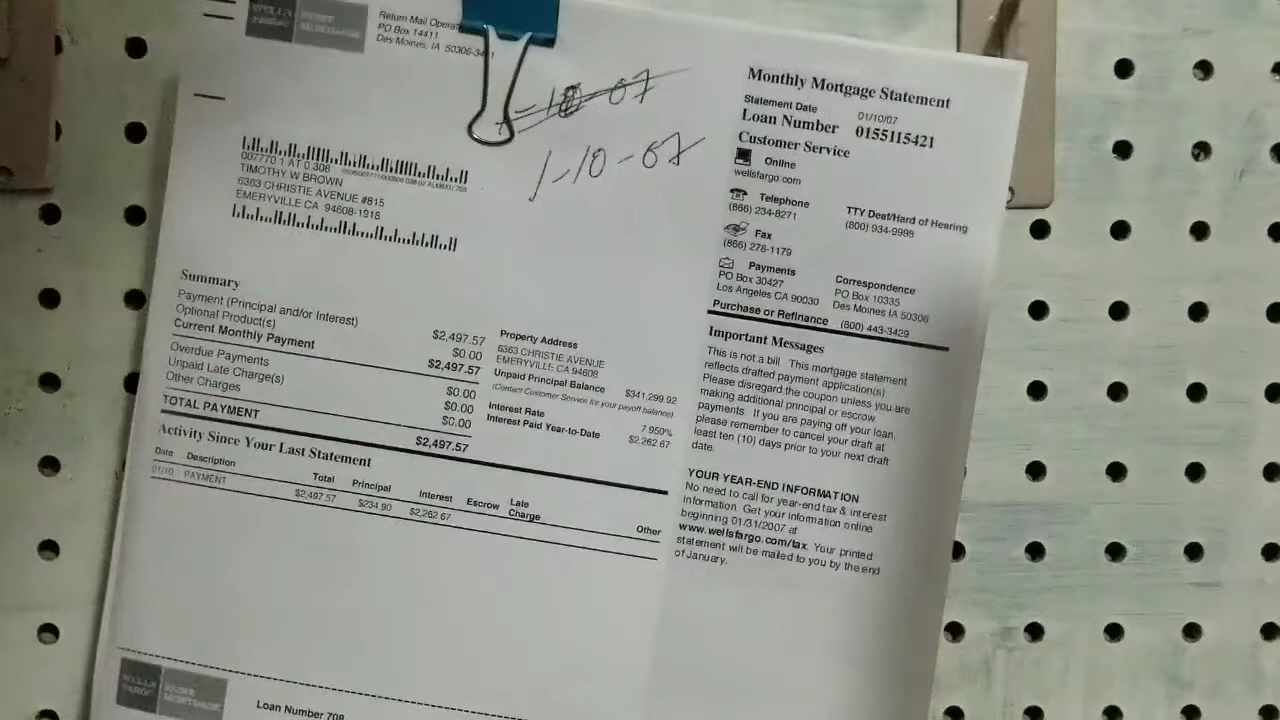 WELLS FARGO HOME MORTGAGE
Return Mail Operat
PO Box 14411
Des Moines, IA 50306-34 1
10 07
1-10-07
007770 1 AT 0 308
TIMOTHY W BROWN
6363 CHRISTIE AVENUE #815
EMERYVILLE CA 94608-1918
Monthly Mortgage Statement
Statement Date 01/10/07
Loan Number 0155115421
Customer Service
Online
wellsfargo.com
Telephone
(866) 234-8271
TTY Deaf/Hard of Hearing
(800) 934-9998
Fax
(866) 278-1179
Payments
PO Box 30427
Los Angeles CA 90030
Correspondence
PO Box 10335
Des Moines IA 50306
Purchase or Refinance (800) 443-3429
Summary
Payment (Principal and/or Interest) $2,497.57
Optional Product(s) $0.00
Current Monthly Payment $2,497.57
Overdue Payments $0.00
Unpaid Late Charge(s) $0.00
Other Charges $0.00
TOTAL PAYMENT $2,497.57
Property Address
6363 CHRISTIE AVENUE
EMERYVILLE CA 94608
Unpaid Principal Balance $341,299.92
(Contact Customer Service for your payoff balance)
Interest Rate 7.950%
Interest Paid Year-to-Date $2,262.67
Important Messages
This is not a bill. This mortgage statement
reflects drafted payment application(s).
Please disregard the coupon unless you are
making additional principal or escrow
payments. If you are paying off your loan,
please remember to cancel your draft at
least ten (10) days prior to your next draft
date.
YOUR YEAR-END INFORMATION
No need to call for year-end tax & interest
information. Get your information online
beginning 01/31/2007 at
www.wellsfargo.com/tax. Your printed
statement will be mailed to you by the end
of January.
Activity Since Your Last Statement
Date Description Total Principal Interest Escrow Late Charge Other
01/10 PAYMENT $2,497.57 $234.90 $2,262.67
WELLS FARGO HOME MORTGAGE
Loan Number 708